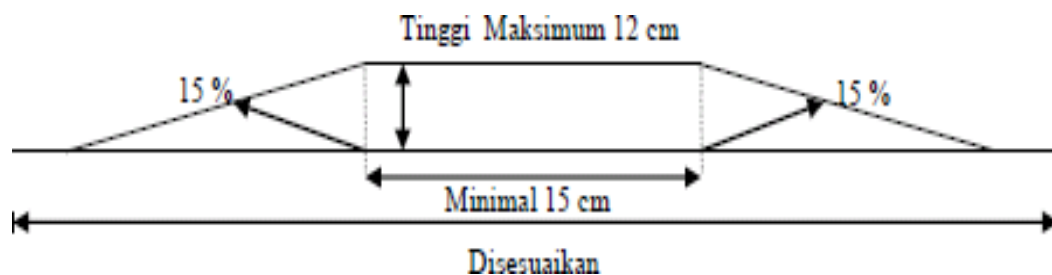 Tinggi Maksimum 12 cm
15 %
15 %
Minimal 15 cm
Disesuaikan